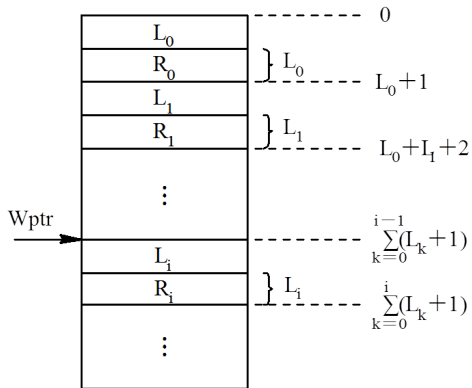 0
L₀
R₀ L₀
L₀+1
L₁
R₁ L₁
L₀+L₁+2
⋮
Wptr
∑_{k=0}^{i−1}(Lₖ+1)
Lᵢ
Rᵢ Lᵢ
∑_{k=0}^{i}(Lₖ+1)
⋮